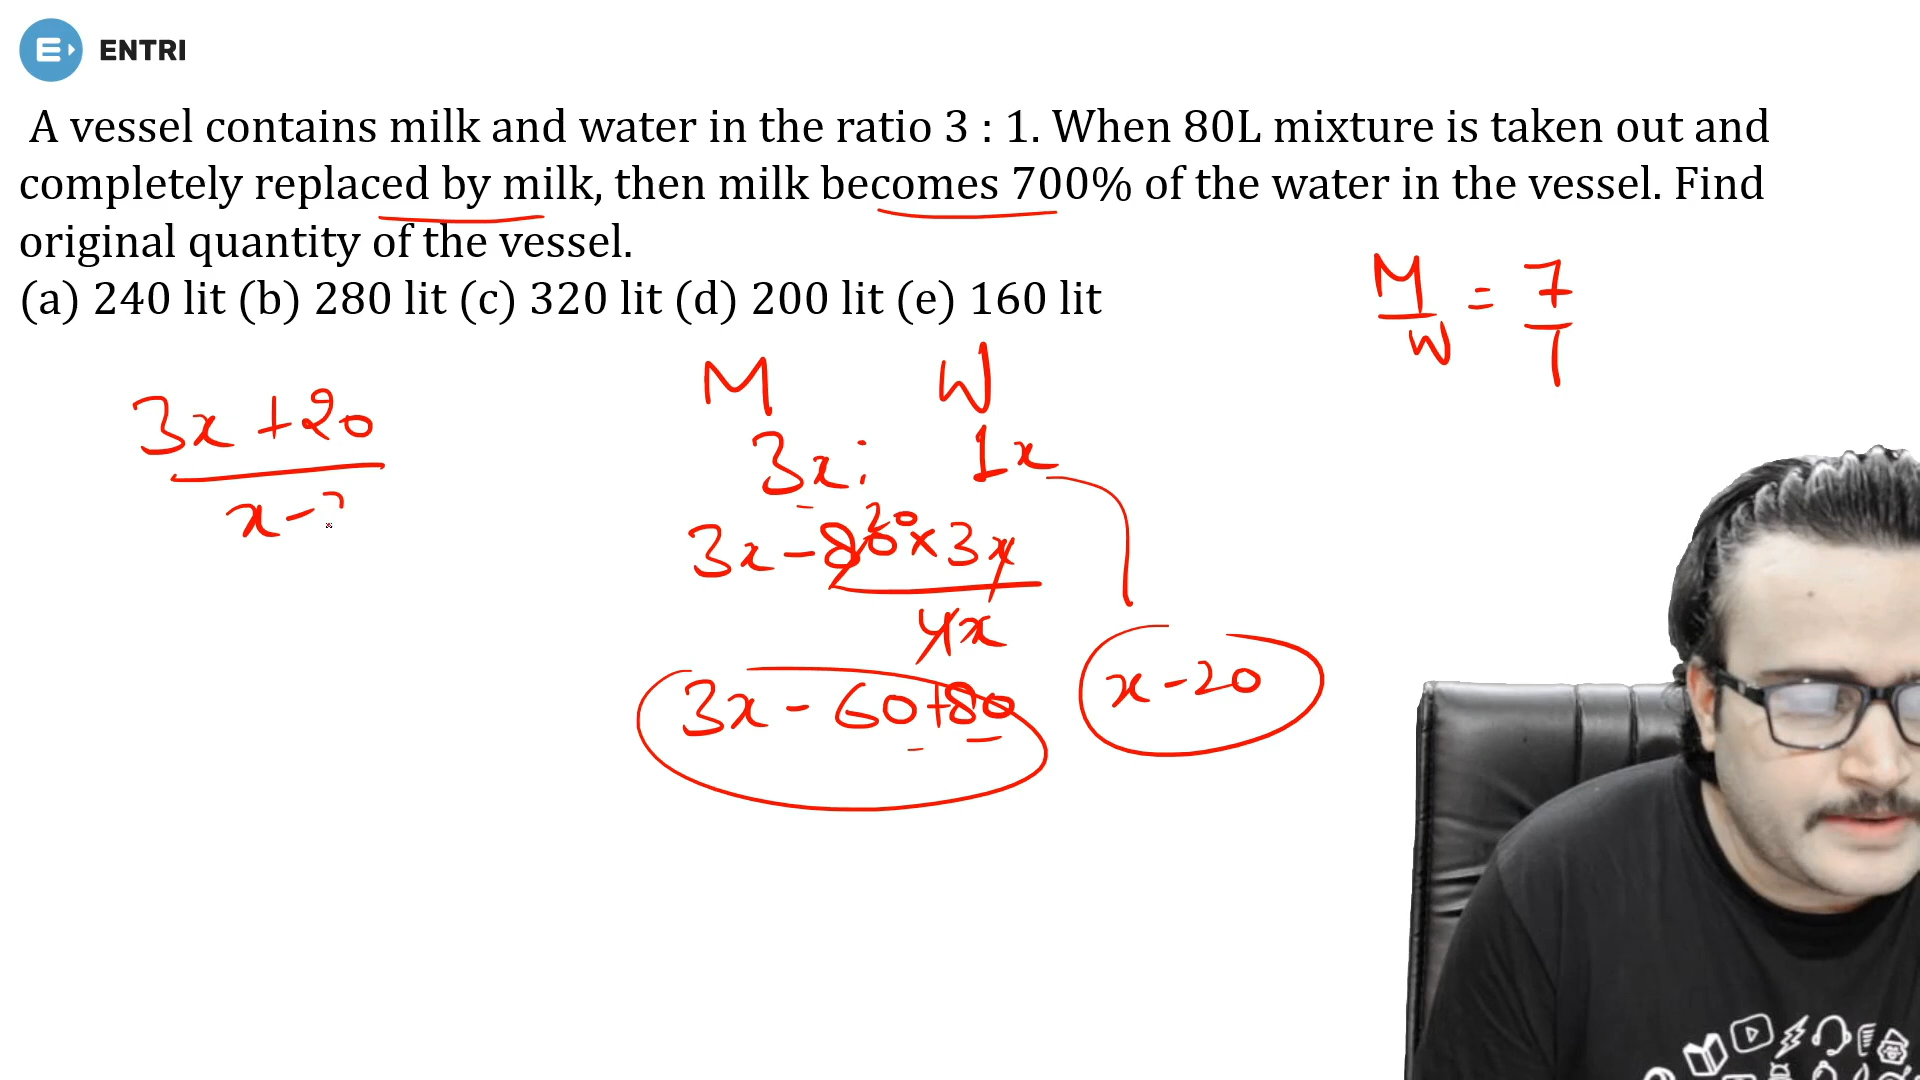 ENTRI
A vessel contains milk and water in the ratio 3 : 1. When 80L mixture is taken out and
completely replaced by milk, then milk becomes 700% of the water in the vessel. Find
original quantity of the vessel.
(a) 240 lit (b) 280 lit (c) 320 lit (d) 200 lit (e) 160 lit
M/W = 7/1
M W
3x : 1x
3x - 80 20 × 3x
4x
3x - 60 + 80
x - 20
3x + 20
x -